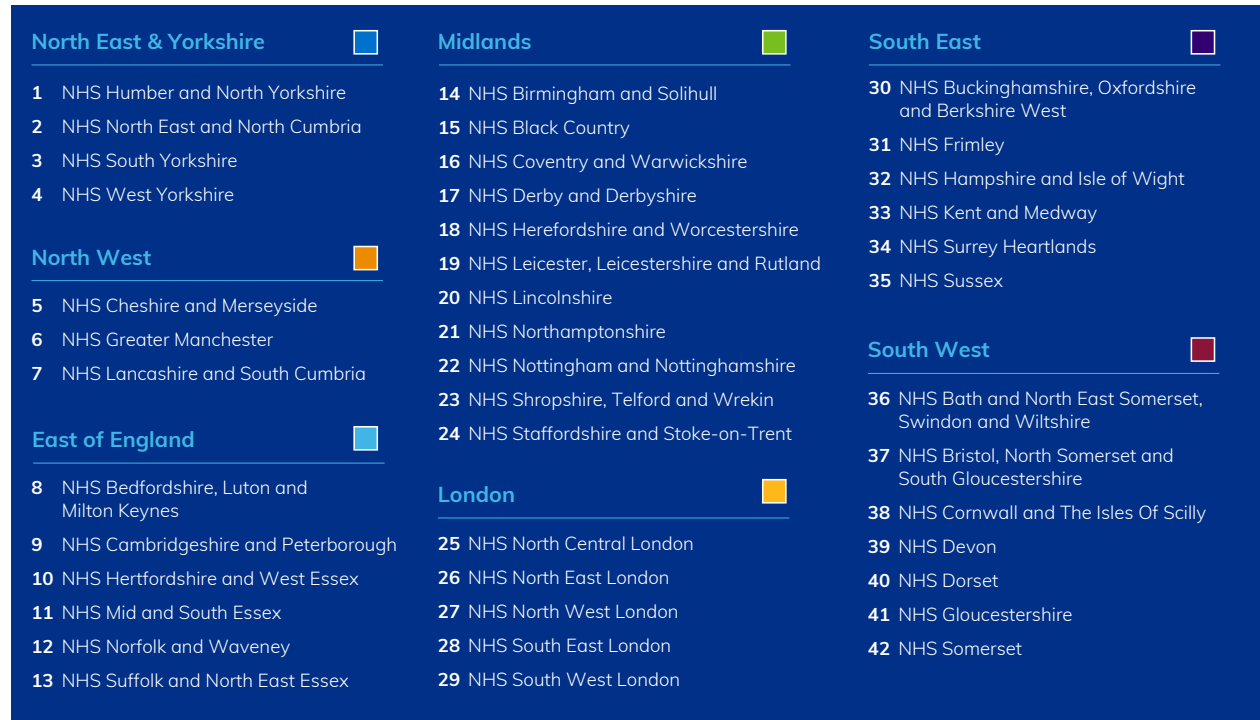 North East & Yorkshire
1 NHS Humber and North Yorkshire
2 NHS North East and North Cumbria
3 NHS South Yorkshire
4 NHS West Yorkshire
North West
5 NHS Cheshire and Merseyside
6 NHS Greater Manchester
7 NHS Lancashire and South Cumbria
East of England
8 NHS Bedfordshire, Luton and
Milton Keynes
9 NHS Cambridgeshire and Peterborough
10 NHS Hertfordshire and West Essex
11 NHS Mid and South Essex
12 NHS Norfolk and Waveney
13 NHS Suffolk and North East Essex
Midlands
14 NHS Birmingham and Solihull
15 NHS Black Country
16 NHS Coventry and Warwickshire
17 NHS Derby and Derbyshire
18 NHS Herefordshire and Worcestershire
19 NHS Leicester, Leicestershire and Rutland
20 NHS Lincolnshire
21 NHS Northamptonshire
22 NHS Nottingham and Nottinghamshire
23 NHS Shropshire, Telford and Wrekin
24 NHS Staffordshire and Stoke-on-Trent
London
25 NHS North Central London
26 NHS North East London
27 NHS North West London
28 NHS South East London
29 NHS South West London
South East
30 NHS Buckinghamshire, Oxfordshire
and Berkshire West
31 NHS Frimley
32 NHS Hampshire and Isle of Wight
33 NHS Kent and Medway
34 NHS Surrey Heartlands
35 NHS Sussex
South West
36 NHS Bath and North East Somerset,
Swindon and Wiltshire
37 NHS Bristol, North Somerset and
South Gloucestershire
38 NHS Cornwall and The Isles Of Scilly
39 NHS Devon
40 NHS Dorset
41 NHS Gloucestershire
42 NHS Somerset